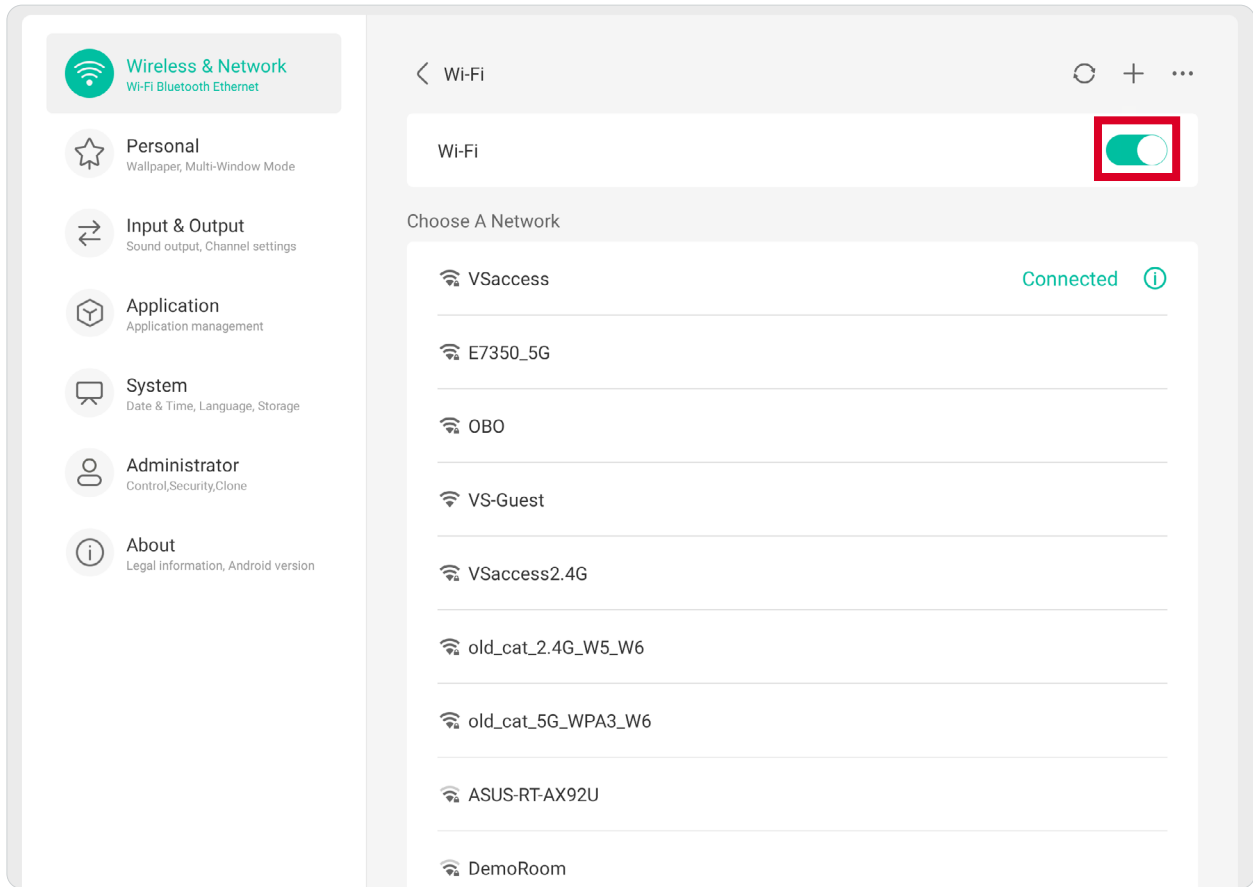 Wireless & Network
Wi-Fi Bluetooth Ethernet
Personal
Wallpaper, Multi-Window Mode
Input & Output
Sound output, Channel settings
Application
Application management
System
Date & Time, Language, Storage
Administrator
Control,Security,Clone
About
Legal information, Android version
Wi-Fi
Wi-Fi
Choose A Network
VSaccess Connected
E7350_5G
OBO
VS-Guest
VSaccess2.4G
old_cat_2.4G_W5_W6
old_cat_5G_WPA3_W6
ASUS-RT-AX92U
DemoRoom